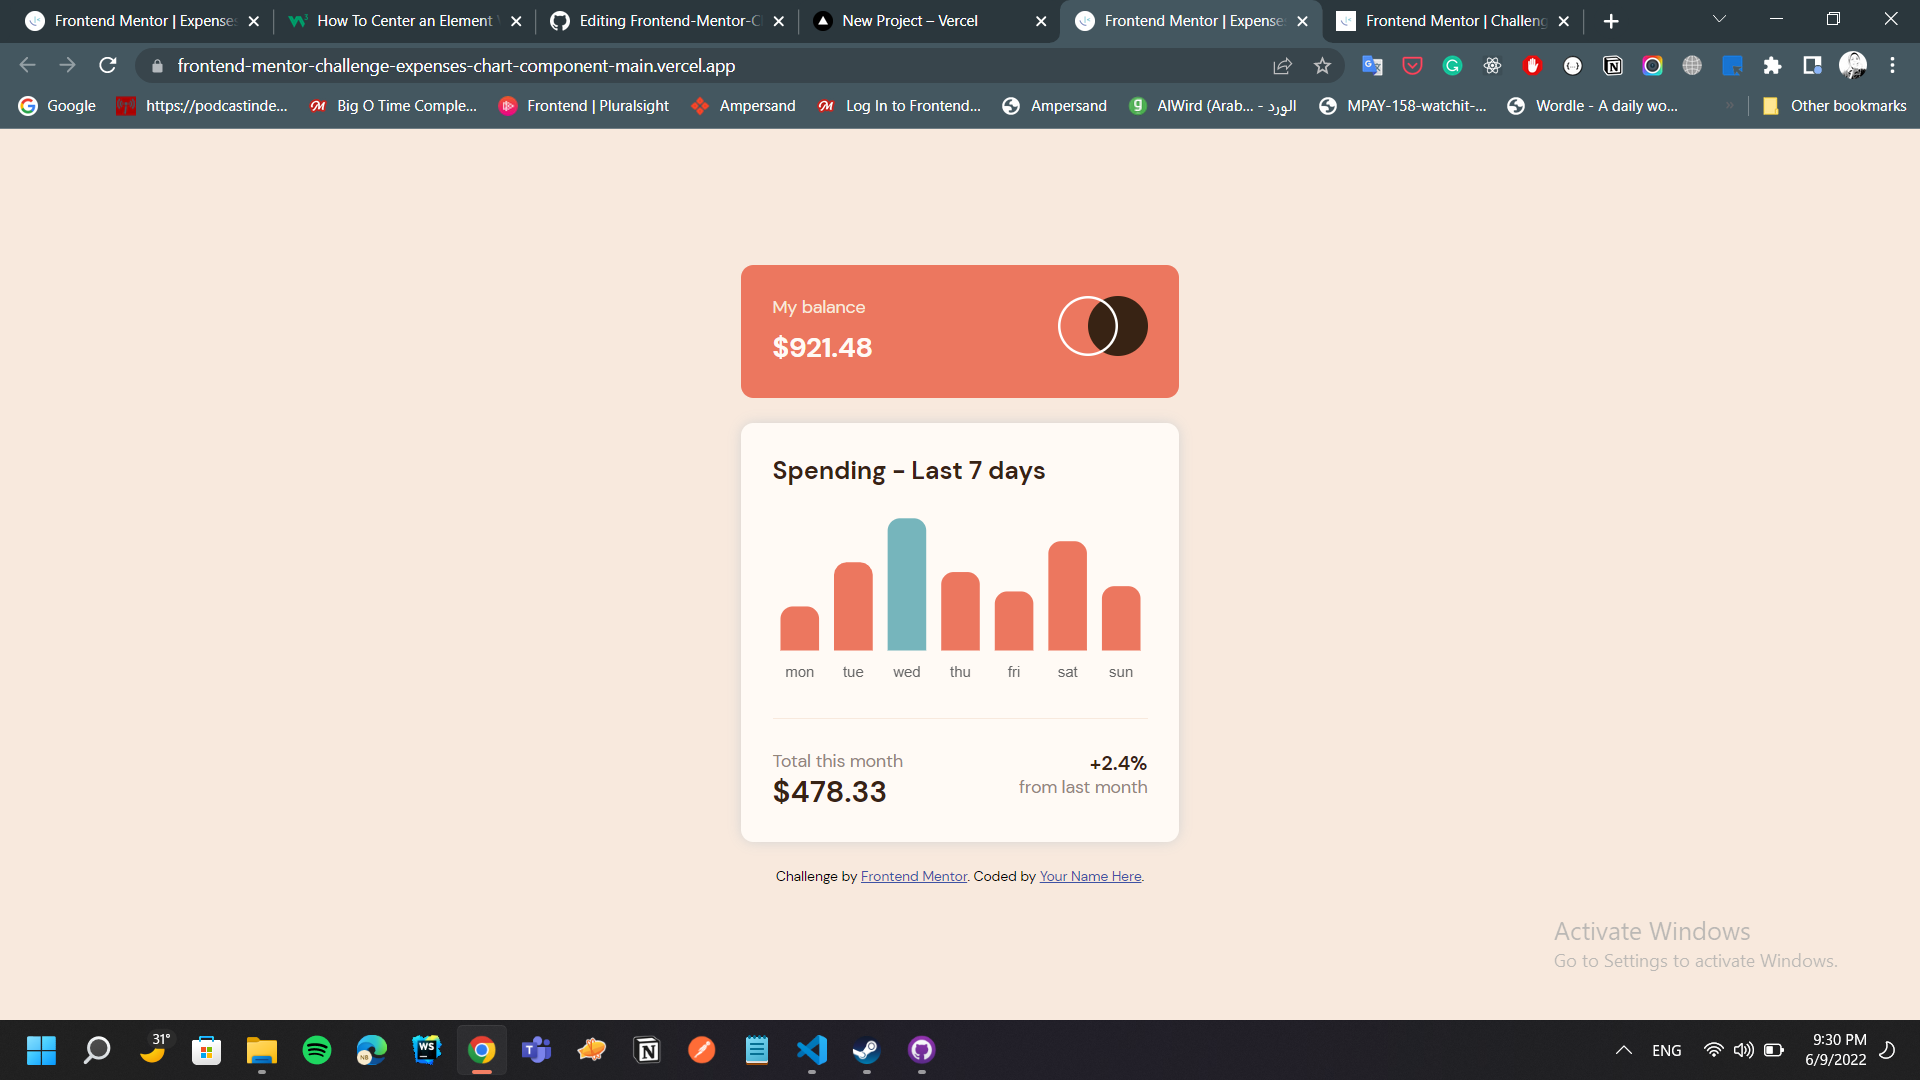 Frontend Mentor | Expenses
How To Center an Element
Editing Frontend-Mentor-C
New Project – Vercel
Frontend Mentor | Expense
Frontend Mentor | Challeng
frontend-mentor-challenge-expenses-chart-component-main.vercel.app
Google
https://podcastinde...
Big O Time Comple...
Frontend | Pluralsight
Ampersand
Log In to Frontend...
Ampersand
AlWird (Arab... - الورد
MPAY-158-watchit-...
Wordle - A daily wo...
Other bookmarks
My balance
$921.48
Spending - Last 7 days
mon tue wed thu fri sat sun
Total this month
$478.33
+2.4%
from last month
Challenge by Frontend Mentor. Coded by Your Name Here.
Activate Windows
Go to Settings to activate Windows.
31°
ENG
9:30 PM
6/9/2022